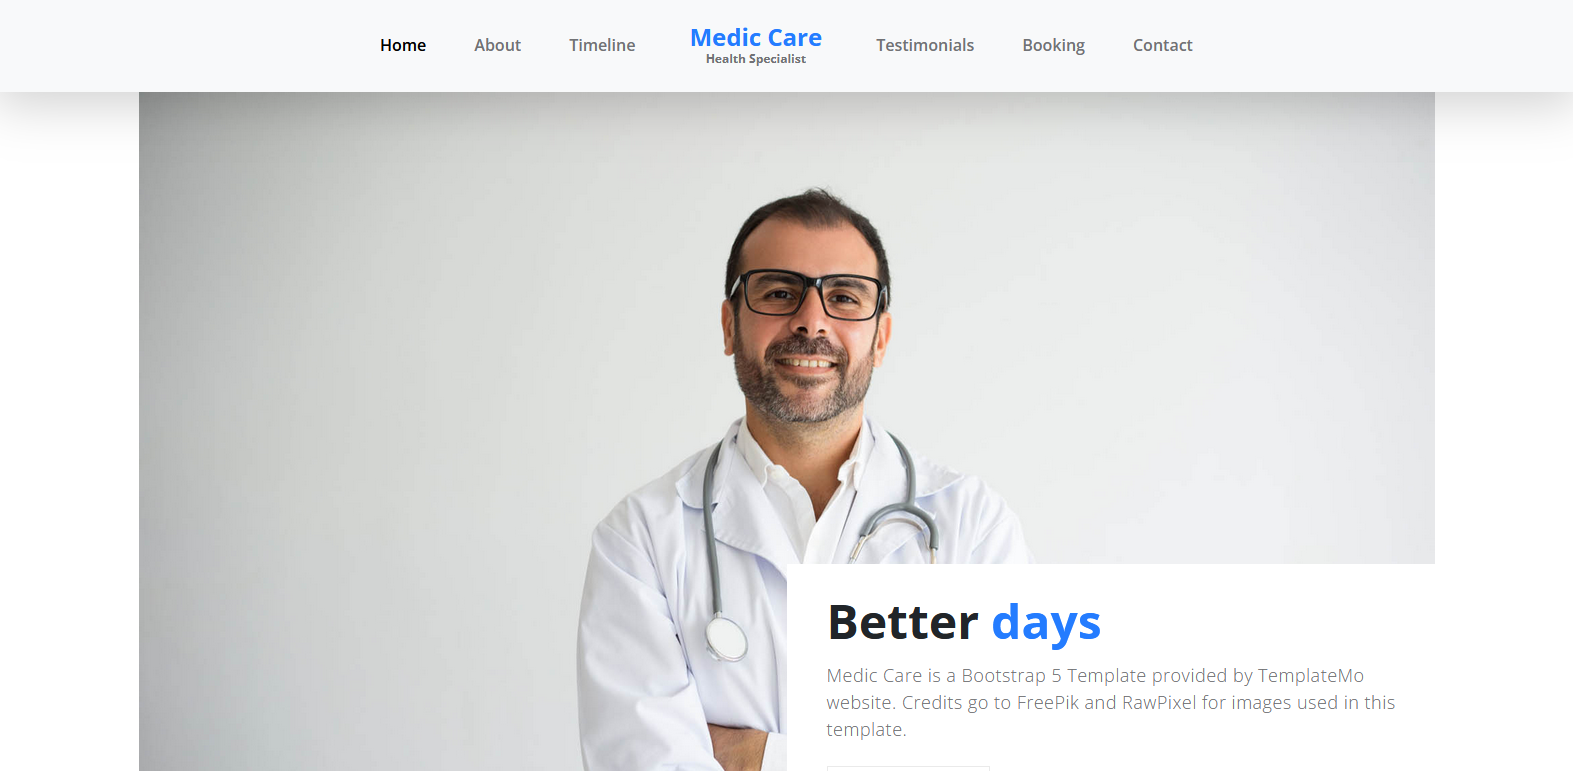 Home
About
Timeline
Medic Care
Health Specialist
Testimonials
Booking
Contact
Better days
Medic Care is a Bootstrap 5 Template provided by TemplateMo
website. Credits go to FreePik and RawPixel for images used in this
template.